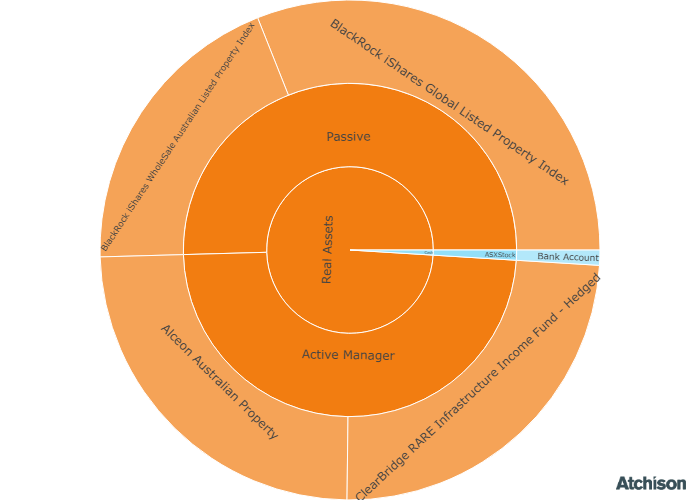 BlackRock iShares WholeSale Australian Listed Property Index
BlackRock iShares Global Listed Property Index
Passive
Real Assets
ASXStock
Bank Account
Active Manager
Alceon Australian Property
ClearBridge RARE Infrastructure Income Fund - Hedged
Atchison